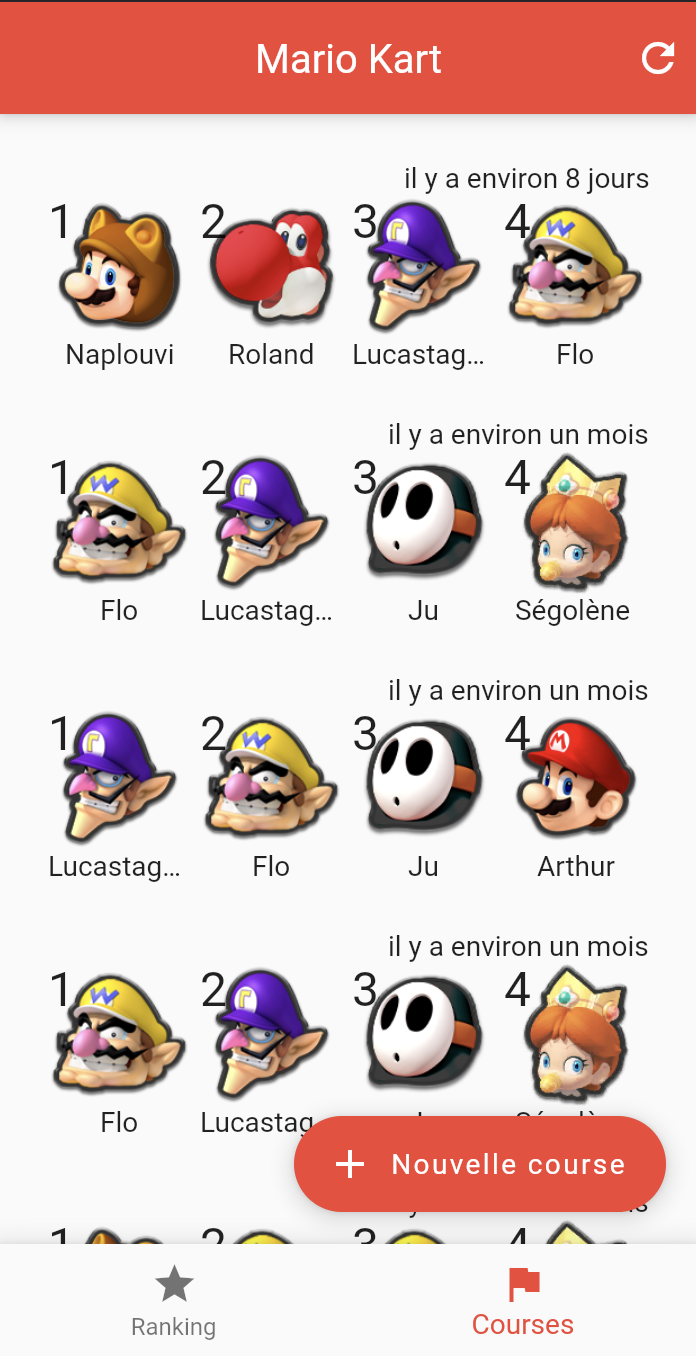 Mario Kart
il y a environ 8 jours
1 2 3 4
Naplouvi Roland Lucastag... Flo
il y a environ un mois
1 2 3 4
Flo Lucastag... Ju Ségolène
il y a environ un mois
1 2 3 4
Lucastag... Flo Ju Arthur
il y a environ un mois
1 2 3 4
Flo Lucastag
Nouvelle course
1 2 3 4
Ranking Courses